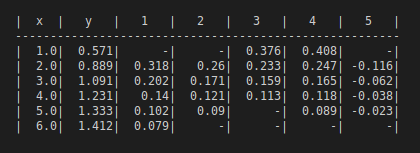 |  x  |  y  |  1  |  2  |  3  |  4  |  5  |
-------------------------------------------
|  1.0|0.571|    -|    -|0.376|0.408|    -|
|  2.0|0.889|0.318| 0.26|0.233|0.247|-0.116|
|  3.0|1.091|0.202|0.171|0.159|0.165|-0.062|
|  4.0|1.231| 0.14|0.121|0.113|0.118|-0.038|
|  5.0|1.333|0.102| 0.09|    -|0.089|-0.023|
|  6.0|1.412|0.079|    -|    -|    -|    -|